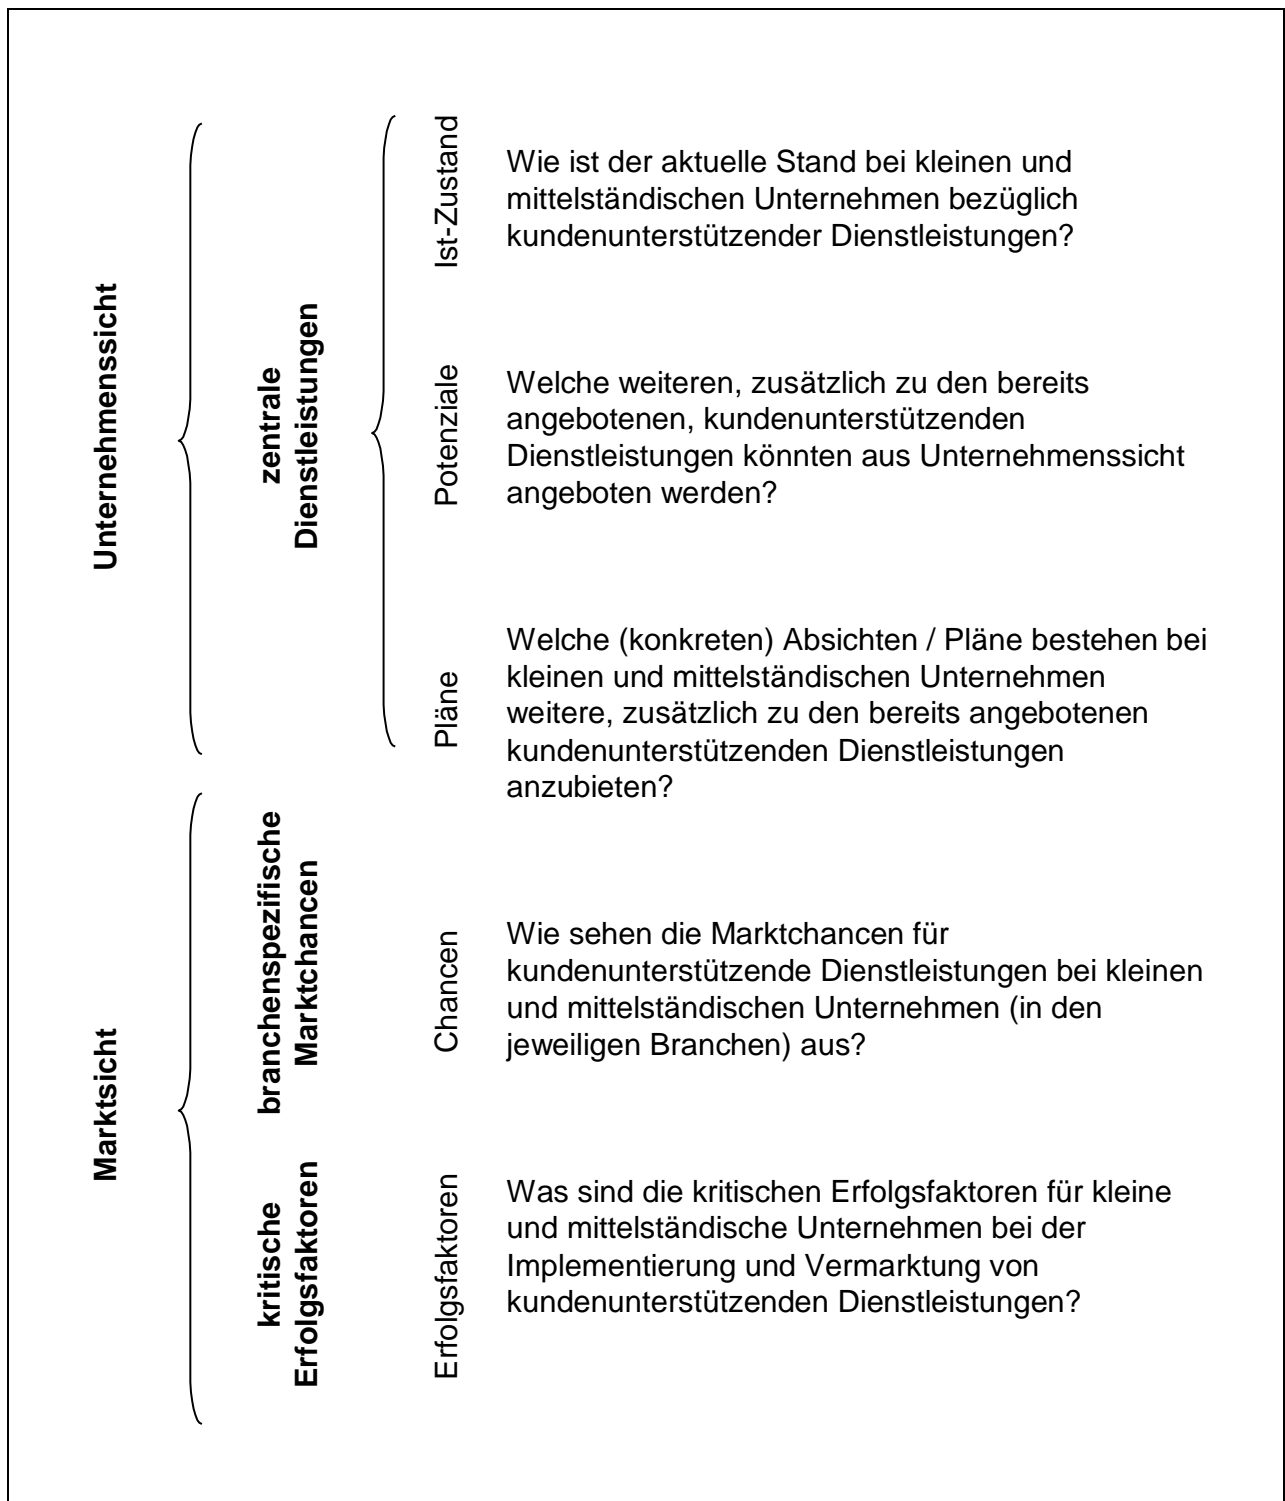 Unternehmenssicht
zentrale
Dienstleistungen
Ist-Zustand
Wie ist der aktuelle Stand bei kleinen und
mittelständischen Unternehmen bezüglich
kundenunterstützender Dienstleistungen?
Potenziale
Welche weiteren, zusätzlich zu den bereits
angebotenen, kundenunterstützenden
Dienstleistungen könnten aus Unternehmenssicht
angeboten werden?
Pläne
Welche (konkreten) Absichten / Pläne bestehen bei
kleinen und mittelständischen Unternehmen
weitere, zusätzlich zu den bereits angebotenen
kundenunterstützenden Dienstleistungen
anzubieten?
Marktsicht
branchenspezifische
Marktchancen
Chancen
Wie sehen die Marktchancen für
kundenunterstützende Dienstleistungen bei kleinen
und mittelständischen Unternehmen (in den
jeweiligen Branchen) aus?
kritische
Erfolgsfaktoren
Erfolgsfaktoren
Was sind die kritischen Erfolgsfaktoren für kleine
und mittelständische Unternehmen bei der
Implementierung und Vermarktung von
kundenunterstützenden Dienstleistungen?